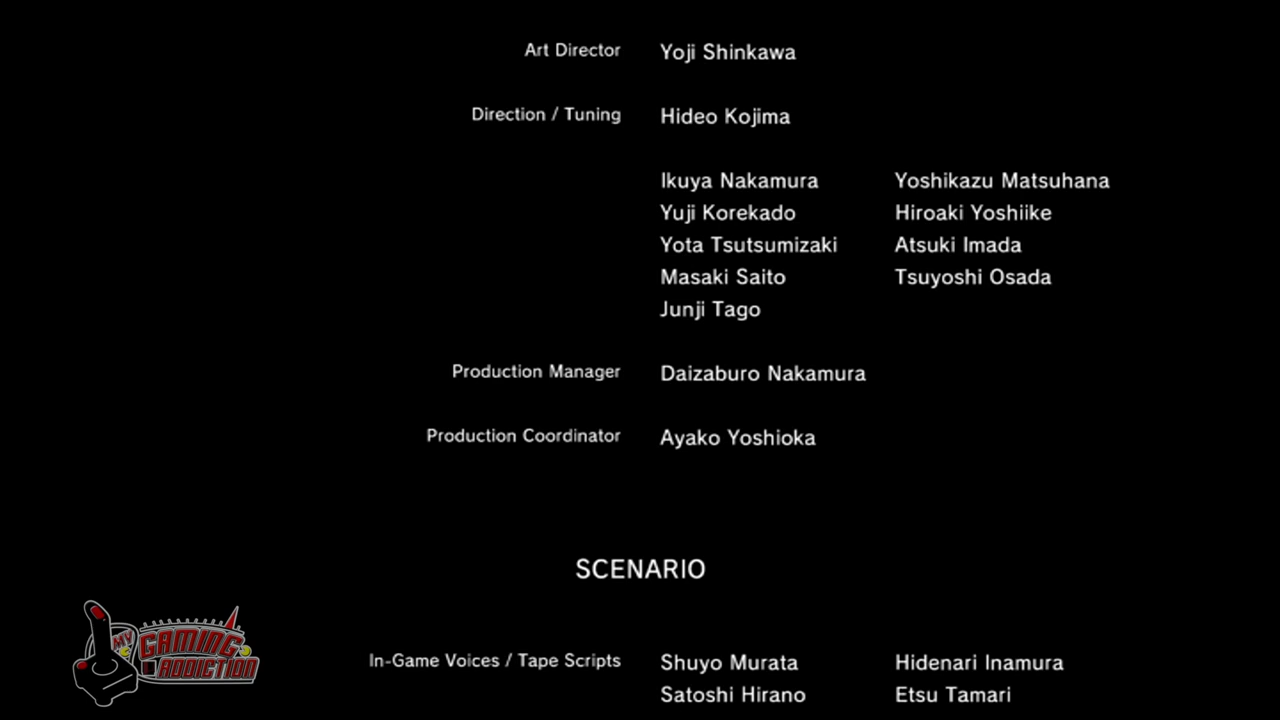 Art Director Yoji Shinkawa
Direction / Tuning Hideo Kojima
Ikuya Nakamura Yoshikazu Matsuhana
Yuji Korekado Hiroaki Yoshiike
Yota Tsutsumizaki Atsuki Imada
Masaki Saito Tsuyoshi Osada
Junji Tago
Production Manager Daizaburo Nakamura
Production Coordinator Ayako Yoshioka
SCENARIO
In-Game Voices / Tape Scripts Shuyo Murata Hidenari Inamura
Satoshi Hirano Etsu Tamari
MY GAMING
ADDICTION